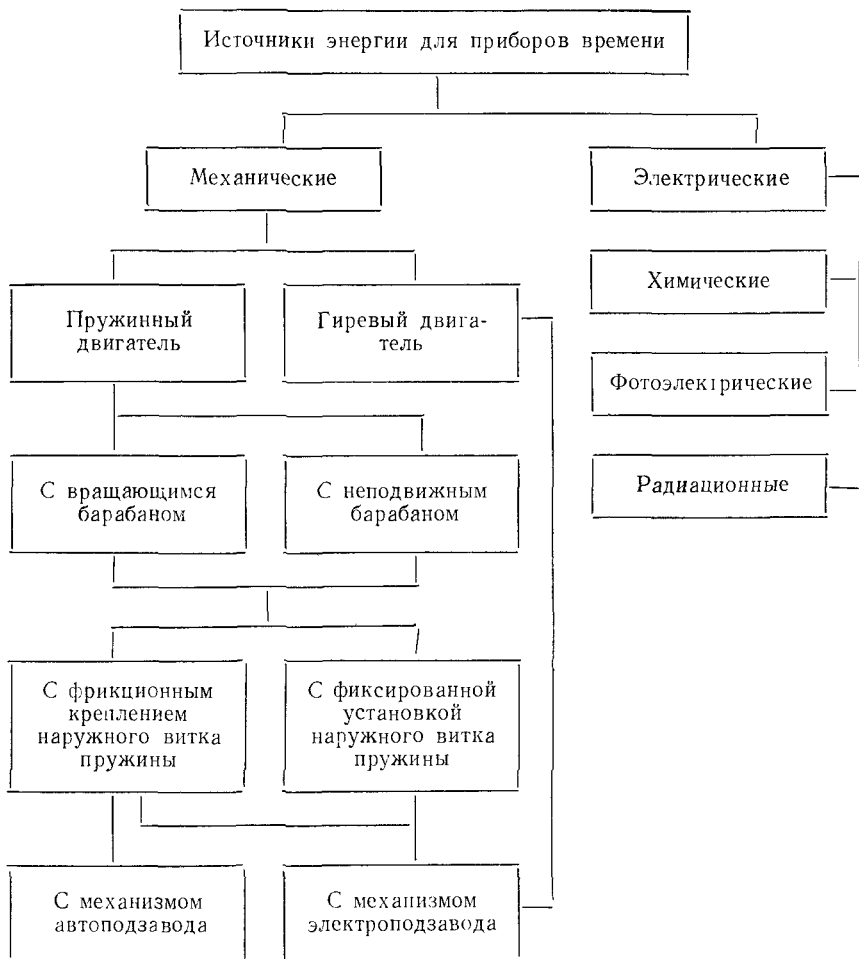 Источники энергии для приборов времени
Механические
Электрические
Пружинный
двигатель
Гиревый двига-
тель
Химические
Фотоэлектрические
С вращающимся
барабаном
С неподвижным
барабаном
Радиационные
С фрикционным
креплением
наружного витка
пружины
С фиксированной
установкой
наружного витка
пружины
С механизмом
автоподзавода
С механизмом
электроподзавода